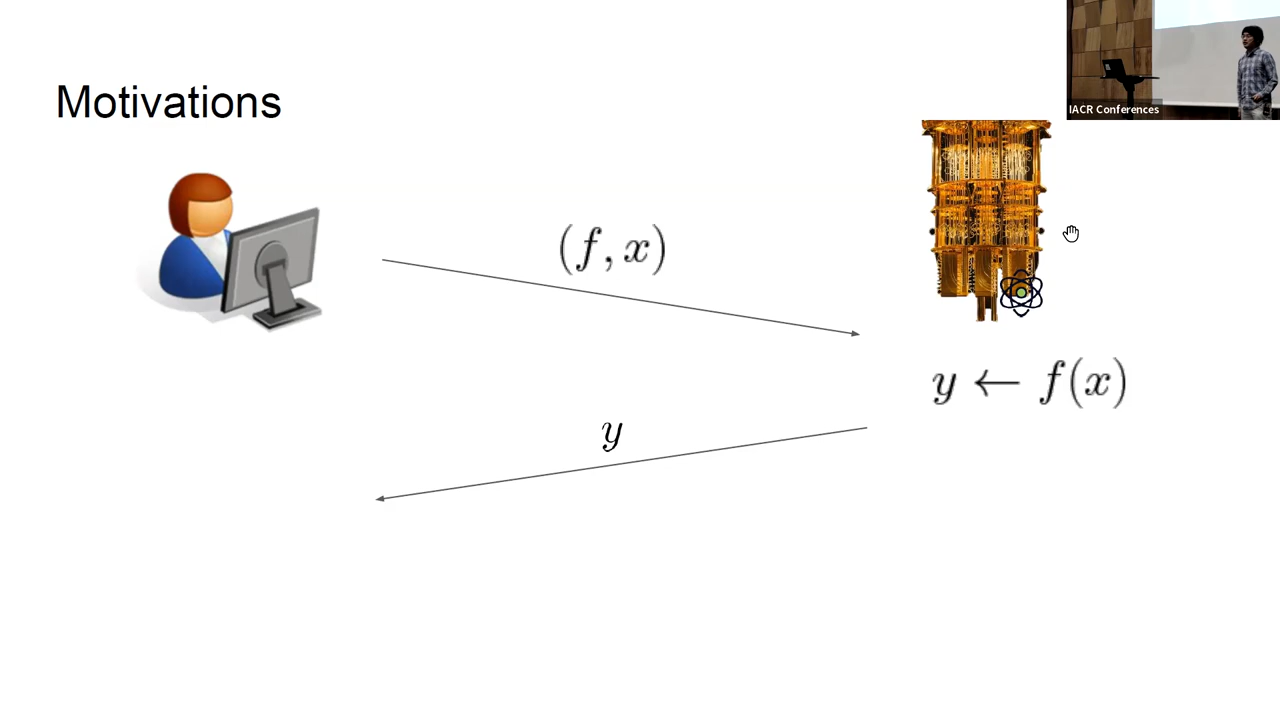 IACR Conferences
Motivations
(f, x)
y ← f(x)
y